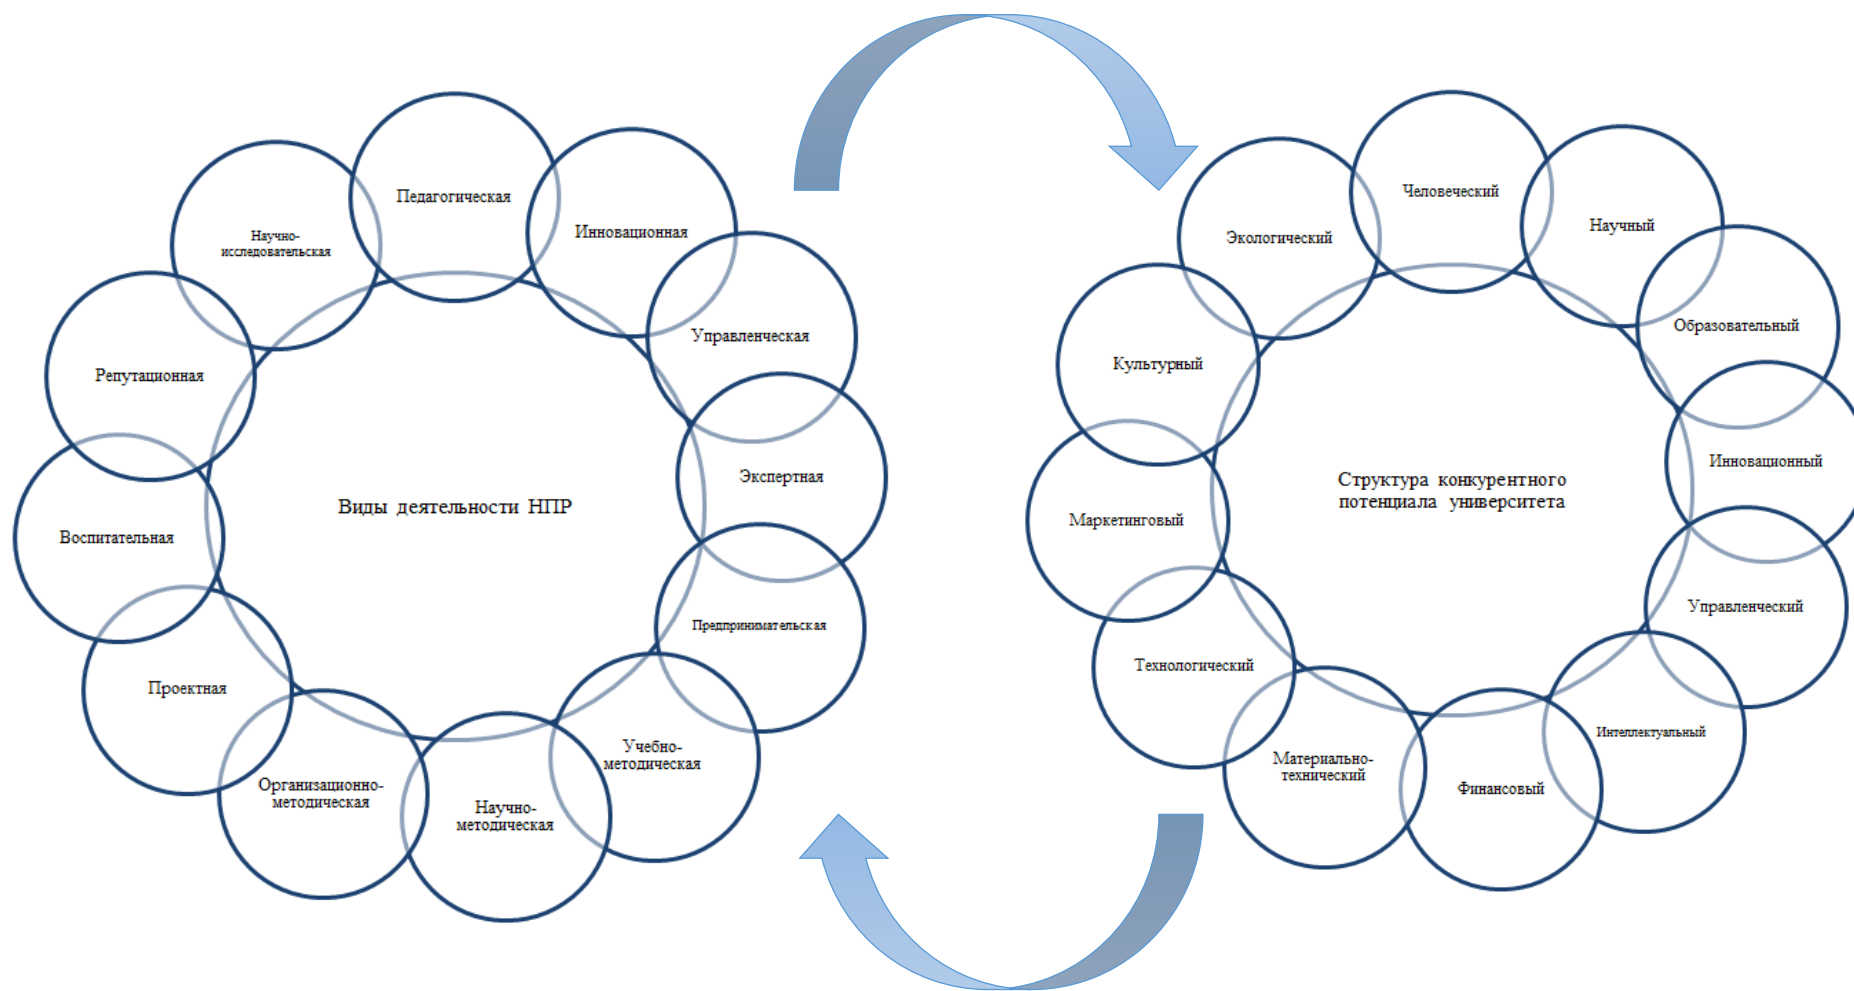 Педагогическая
Инновационная
Управленческая
Экспертная
Предпринимательская
Учебно-
методическая
Научно-
методическая
Организационно-
методическая
Проектная
Воспитательная
Репутационная
Научно-
исследовательская
Виды деятельности НПР
Человеческий
Научный
Образовательный
Инновационный
Управленческий
Интеллектуальный
Финансовый
Материально-
технический
Технологический
Маркетинговый
Культурный
Экологический
Структура конкурентного
потенциала университета